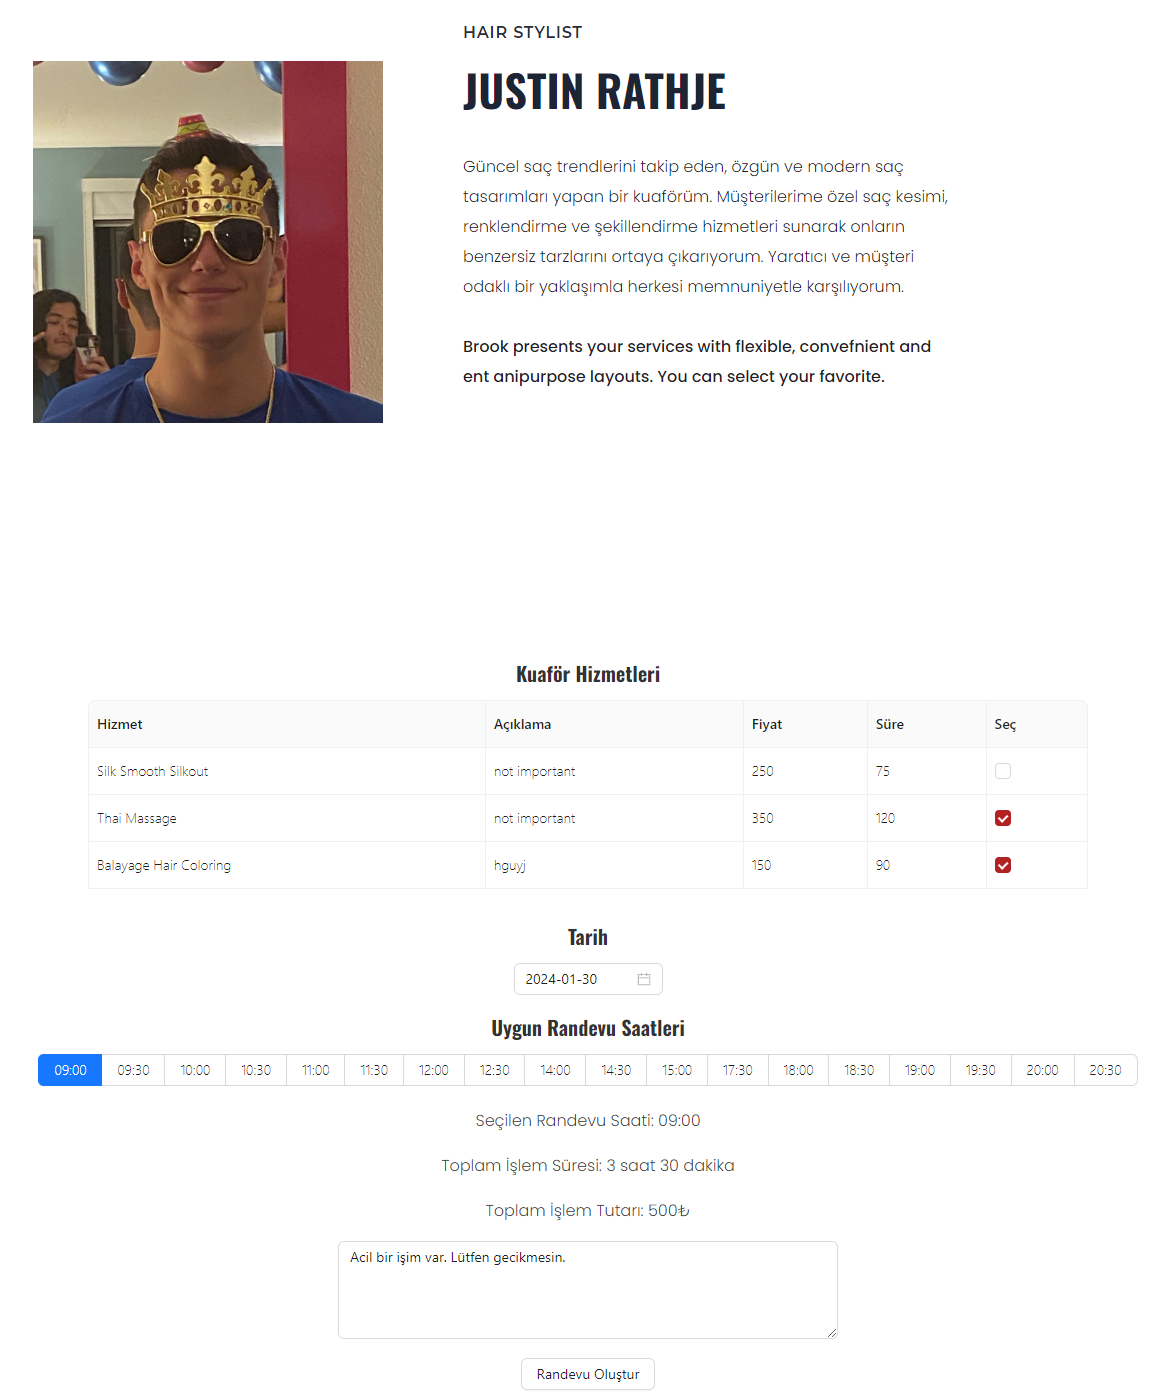 HAIR STYLIST
JUSTIN RATHJE
Güncel saç trendlerini takip eden, özgün ve modern saç
tasarımları yapan bir kuaförüm. Müşterilerime özel saç kesimi,
renklendirme ve şekillendirme hizmetleri sunarak onların
benzersiz tarzlarını ortaya çıkarıyorum. Yaratıcı ve müşteri
odaklı bir yaklaşımla herkesi memnuniyetle karşılıyorum.
Brook presents your services with flexible, convefnient and
ent anipurpose layouts. You can select your favorite.
Kuaför Hizmetleri
Hizmet Açıklama Fiyat Süre Seç
Silk Smooth Silkout not important 250 75
Thai Massage not important 350 120
Balayage Hair Coloring hguyj 150 90
Tarih
2024-01-30
Uygun Randevu Saatleri
09:00 09:30 10:00 10:30 11:00 11:30 12:00 12:30 14:00 14:30 15:00 17:30 18:00 18:30 19:00 19:30 20:00 20:30
Seçilen Randevu Saati: 09:00
Toplam İşlem Süresi: 3 saat 30 dakika
Toplam İşlem Tutarı: 500₺
Acil bir işim var. Lütfen gecikmesin.
Randevu Oluştur